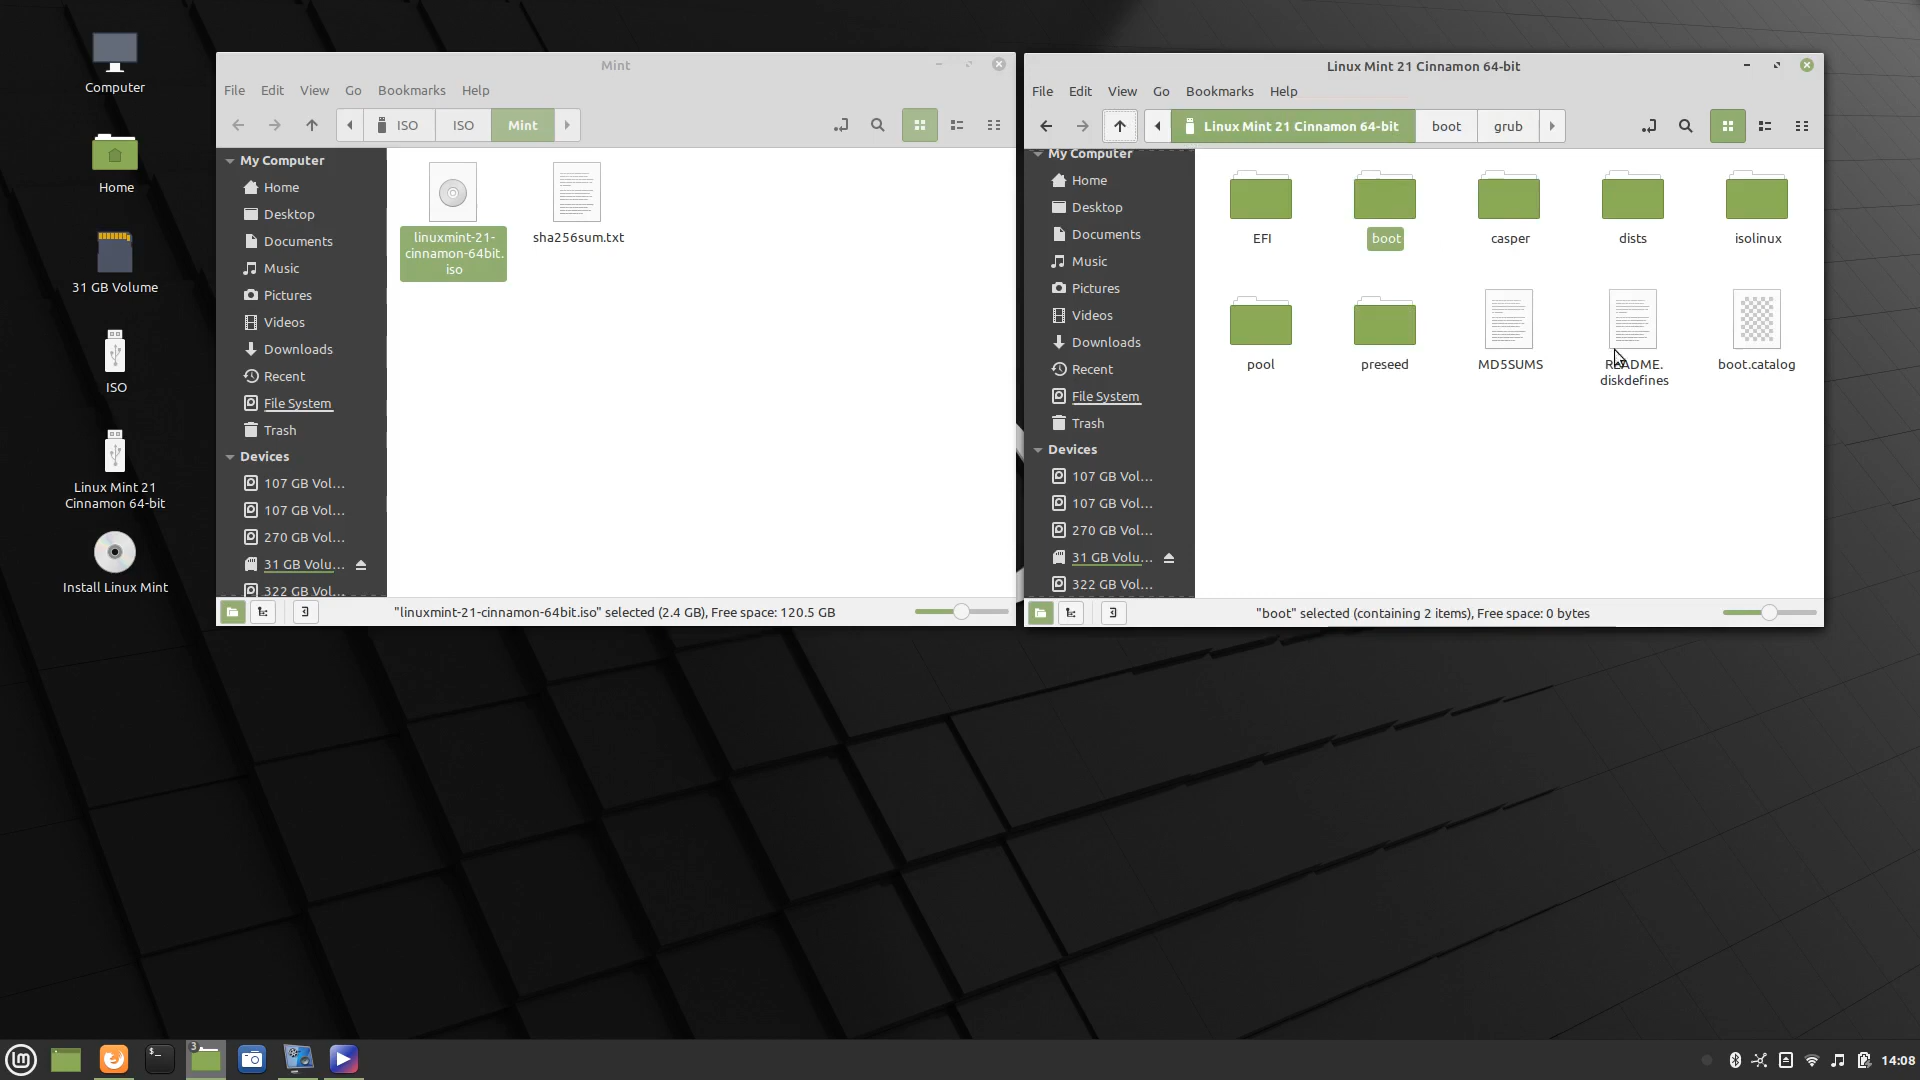 Computer
Home
31 GB Volume
ISO
Linux Mint 21
Cinnamon 64-bit
Install Linux Mint
Mint
File Edit View Go Bookmarks Help
ISO ISO Mint
My Computer
Home
Desktop
Documents
Music
Pictures
Videos
Downloads
Recent
File System
Trash
Devices
107 GB Vol...
107 GB Vol...
270 GB Vol...
31 GB Volu...
322 GB Vol...
linuxmint-21-
cinnamon-64bit.
iso
sha256sum.txt
"linuxmint-21-cinnamon-64bit.iso" selected (2.4 GB), Free space: 120.5 GB
Linux Mint 21 Cinnamon 64-bit
File Edit View Go Bookmarks Help
Linux Mint 21 Cinnamon 64-bit boot grub
My Computer
Home
Desktop
Documents
Music
Pictures
Videos
Downloads
Recent
File System
Trash
Devices
107 GB Vol...
107 GB Vol...
270 GB Vol...
31 GB Volu...
322 GB Vol...
EFI boot casper dists isolinux
pool preseed MD5SUMS README.
diskdefines
boot.catalog
"boot" selected (containing 2 items), Free space: 0 bytes
3
14:08